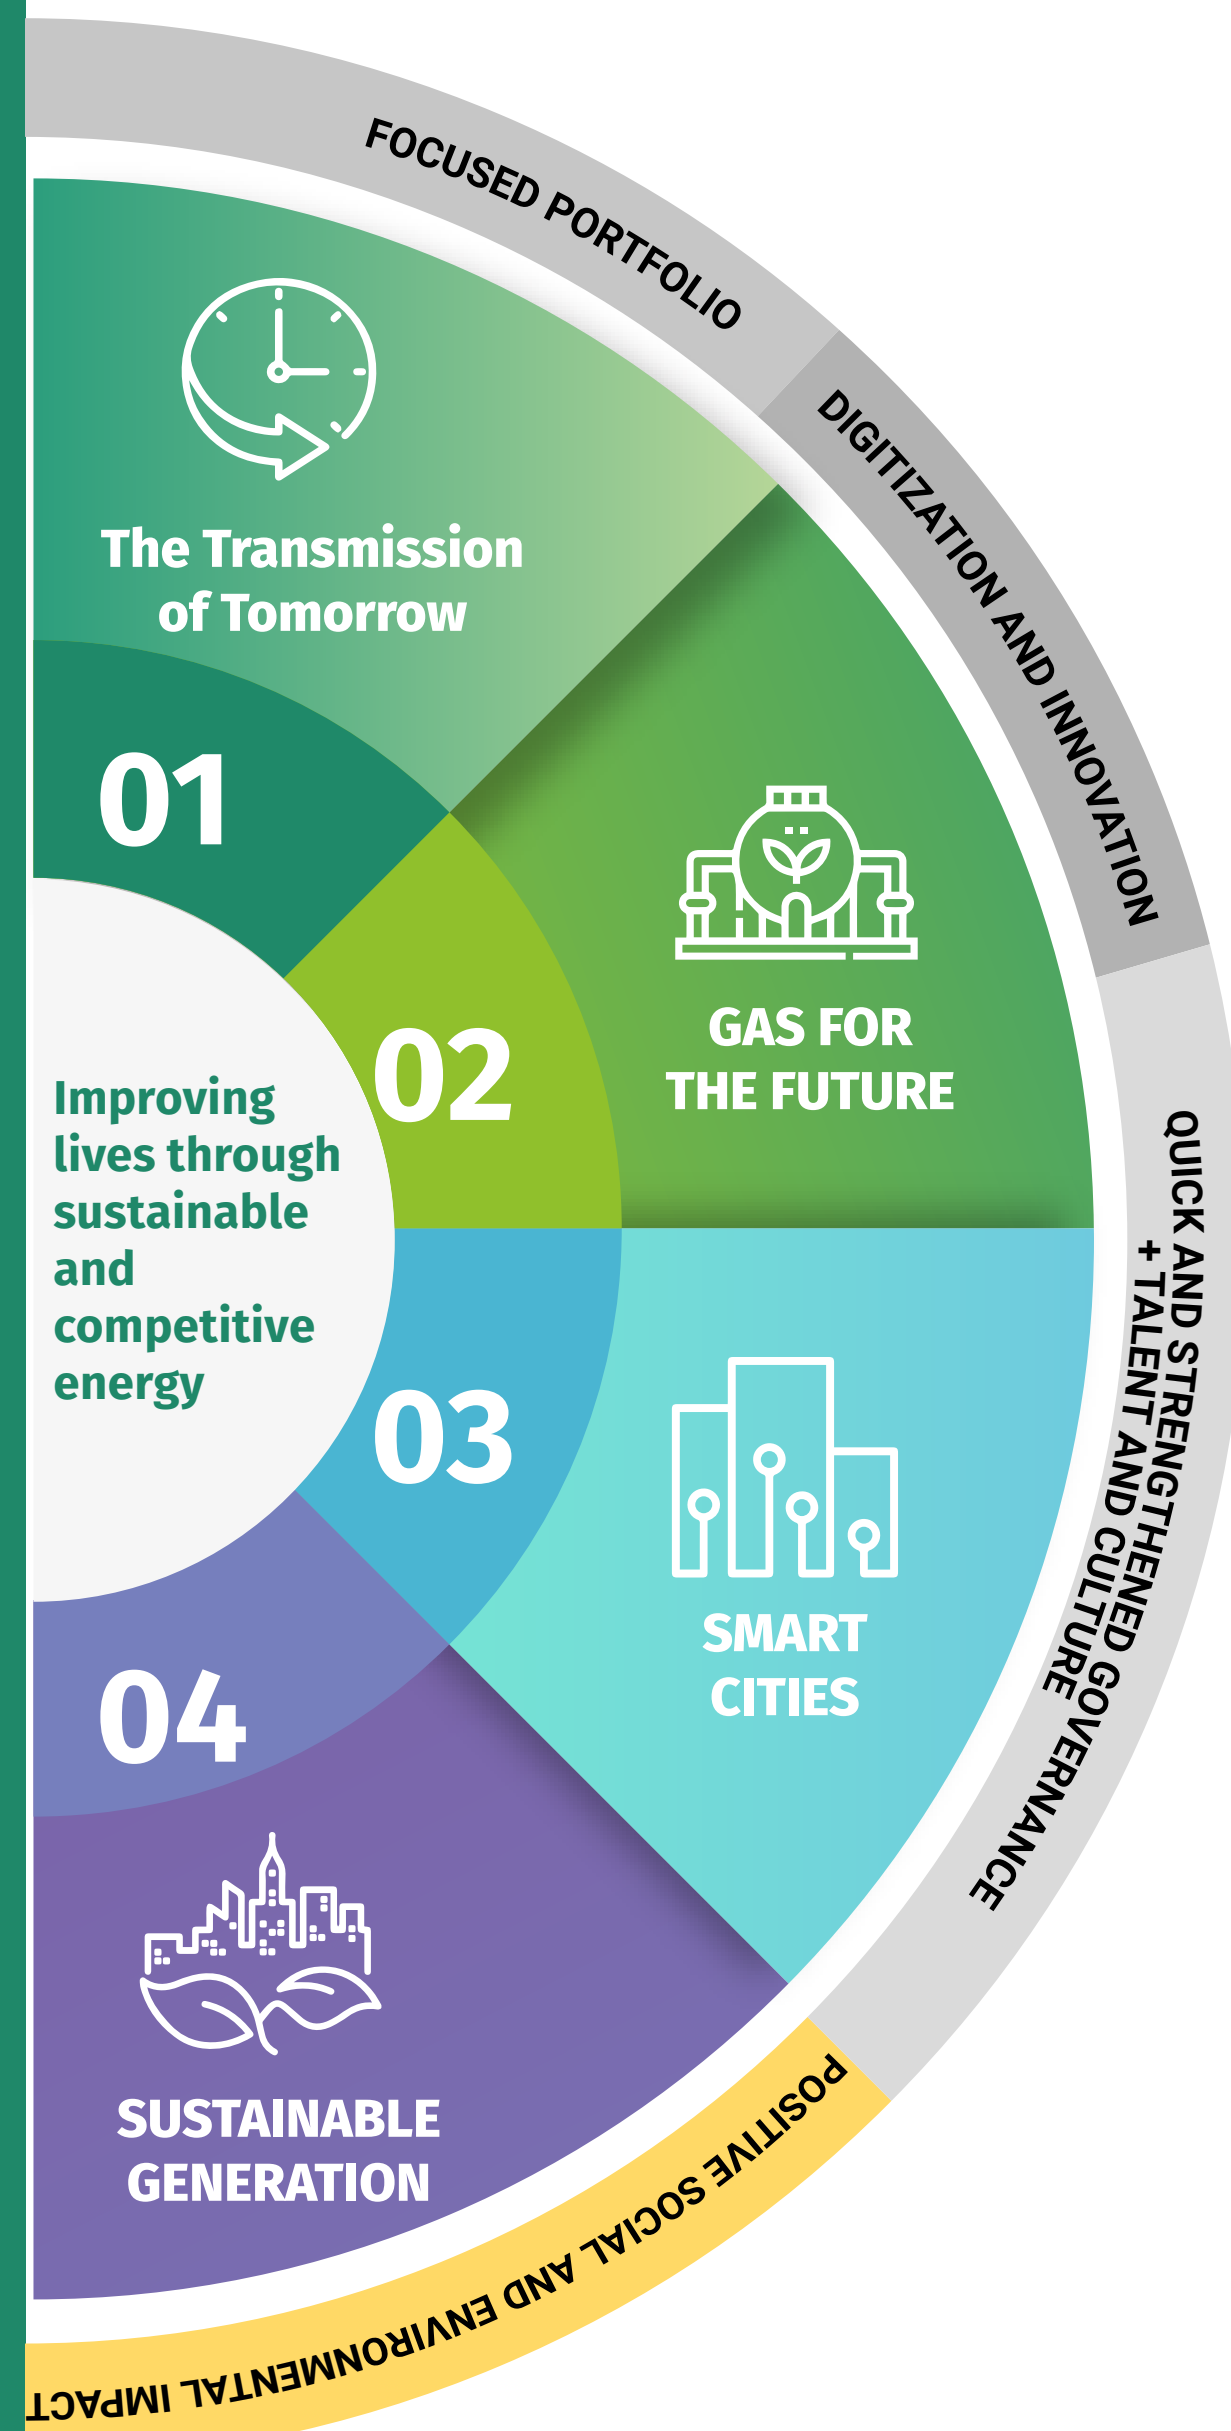 FOCUSED PORTFOLIO
DIGITIZATION AND INNOVATION
QUICK AND STRENGTHENED GOVERNANCE
+ TALENT AND CULTURE
POSITIVE SOCIAL AND ENVIRONMENTAL IMPACT
The Transmission
of Tomorrow
01
GAS FOR
THE FUTURE
02
Improving
lives through
sustainable
and
competitive
energy
03
SMART
CITIES
04
SUSTAINABLE
GENERATION